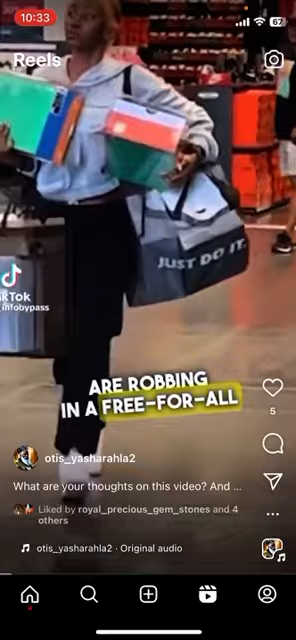 10:33
67
Reels
JUST DO IT.
TikTok
infobypass
ARE ROBBING
IN A FREE-FOR-ALL
5
otis_yasharahla2
What are your thoughts on this video? And ...
Liked by royal_precious_gem_stones and 4
others
otis_yasharahla2 · Original audio